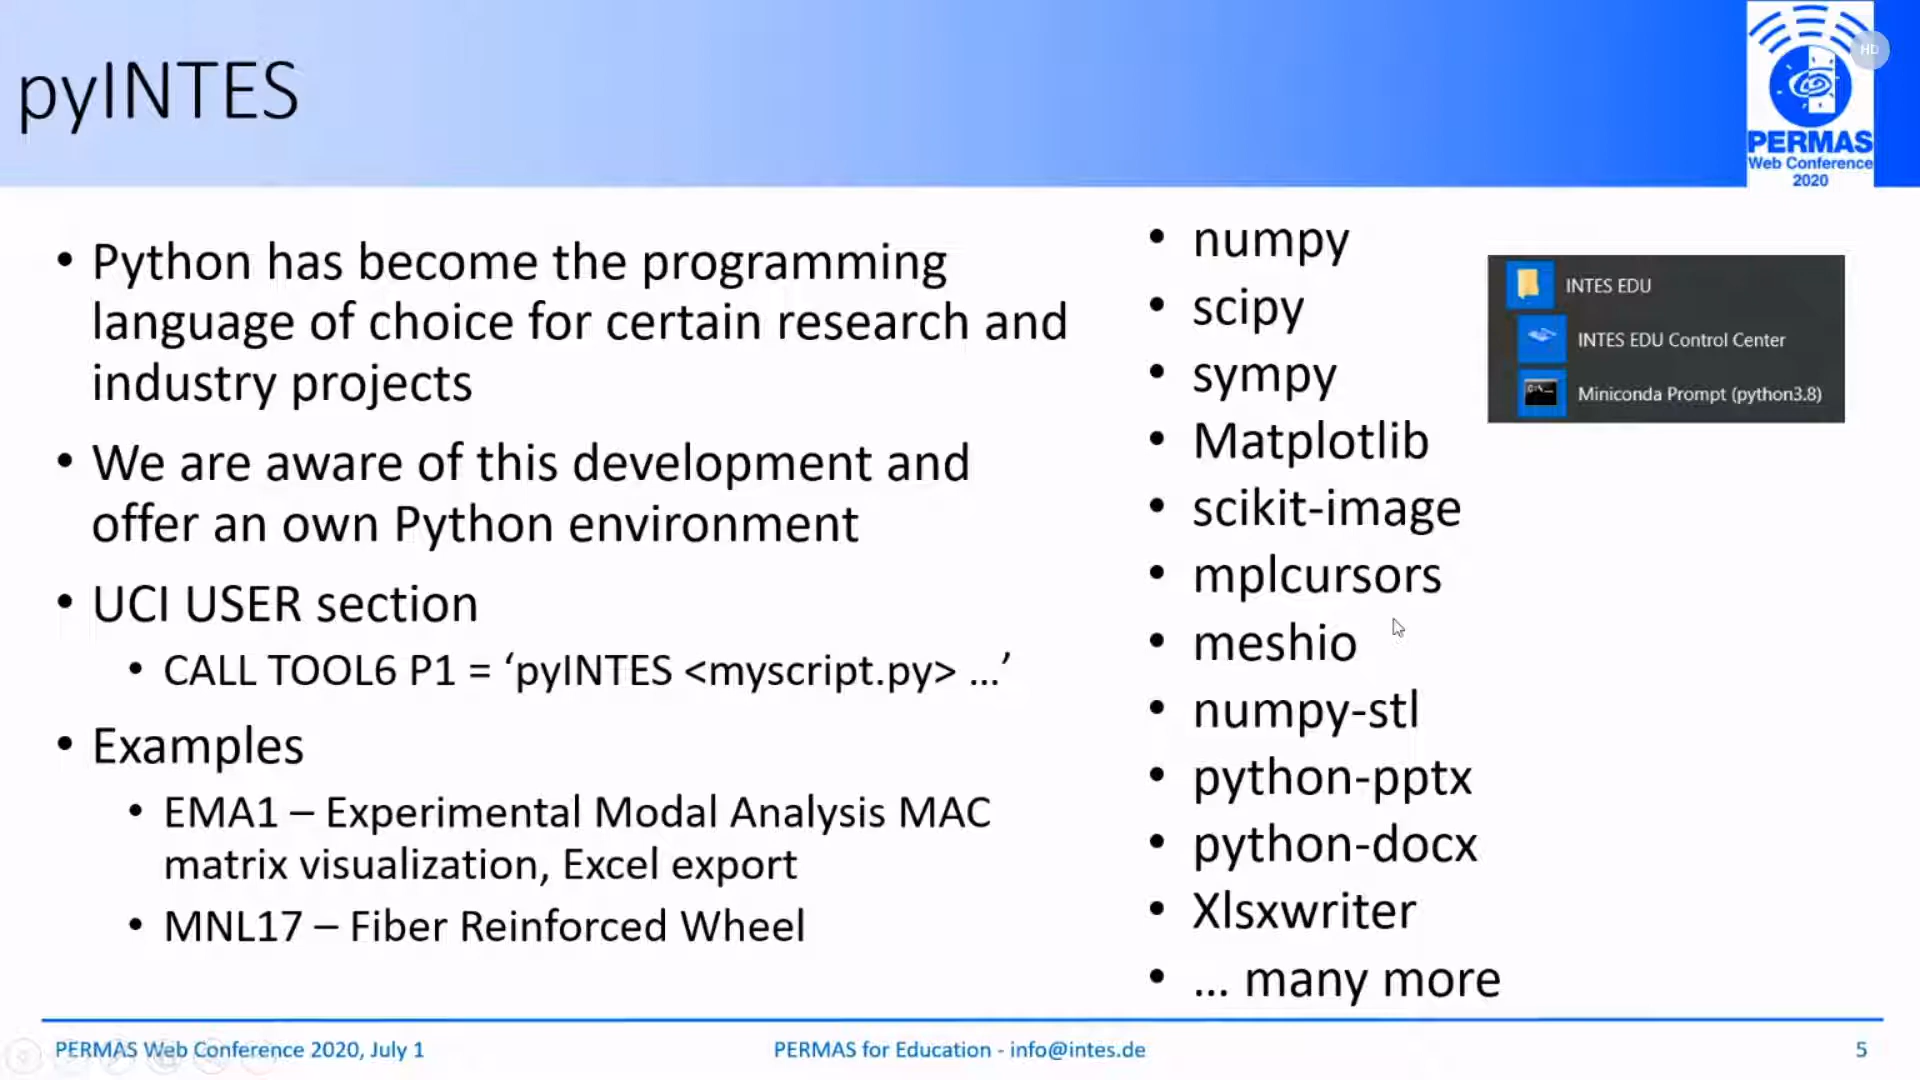 pyINTES
HD
PERMAS
Web Conference
2020
• Python has become the programming
language of choice for certain research and
industry projects
• We are aware of this development and
offer an own Python environment
• UCI USER section
• CALL TOOL6 P1 = ‘pyINTES <myscript.py> ...’
• Examples
• EMA1 – Experimental Modal Analysis MAC
matrix visualization, Excel export
• MNL17 – Fiber Reinforced Wheel
• numpy
• scipy
• sympy
• Matplotlib
• scikit-image
• mplcursors
• meshio
• numpy-stl
• python-pptx
• python-docx
• Xlsxwriter
• ... many more
INTES EDU
INTES EDU Control Center
Miniconda Prompt (python3.8)
PERMAS Web Conference 2020, July 1
PERMAS for Education - info@intes.de
5